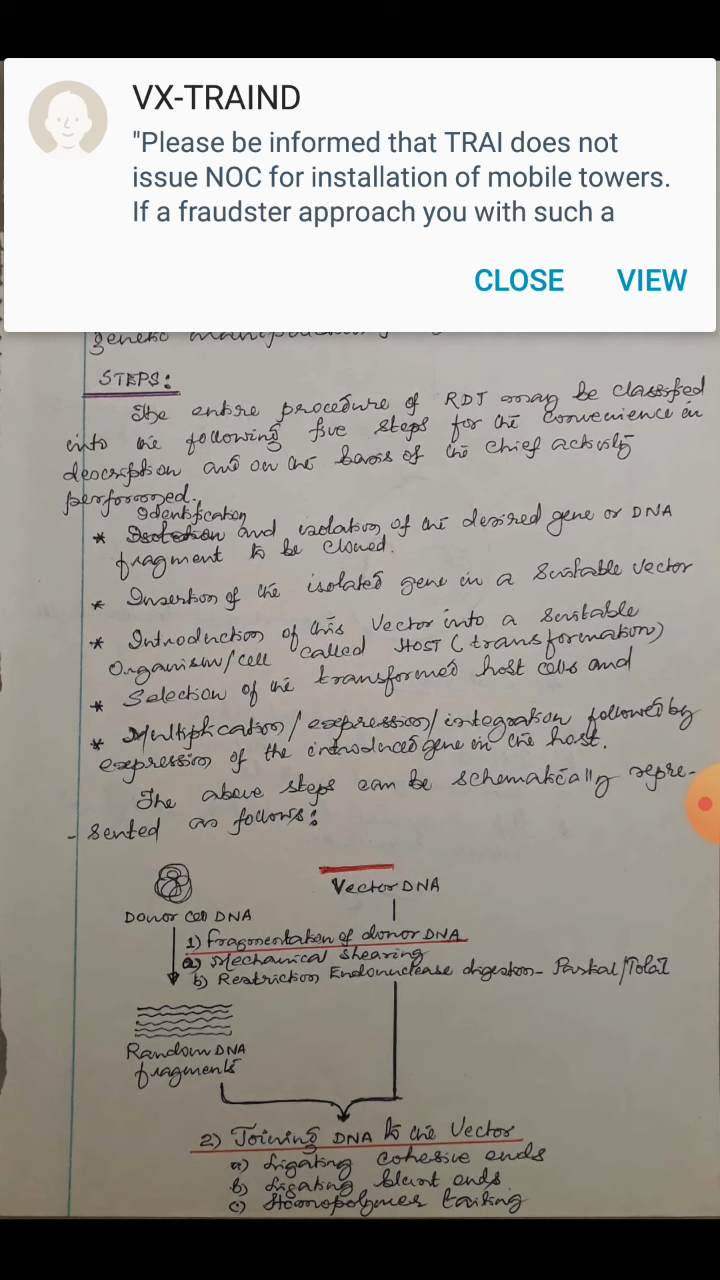 VX-TRAIND
"Please be informed that TRAI does not
issue NOC for installation of mobile towers.
If a fraudster approach you with such a
CLOSE VIEW
genetic
STEPS:
The entire procedure of RDT may be classified
into the following five steps for the convenience in
description and on the basis of the chief activity
performed.
Identification
* and isolation of the desired gene or DNA
fragment to be cloned.
* Insertion of the isolated gene in a suitable vector
* Introduction of this vector into a suitable
organism/cell called HOST (transformation)
* Selection of the transformed host cells and
* Multiplication/expression/integration followed by
expression of the introduced gene in the host.
The above steps can be schematically repre-
- sented as follows:
Vector DNA
Donor cell DNA
1) Fragmentation of donor DNA
a) Mechanical shearing
b) Restriction Endonuclease digestion - Partial/Total
Random DNA
fragments
2) Joining DNA to the Vector
a) Ligating cohesive ends
b) Ligating blunt ends.
c) Homopolymer tailing